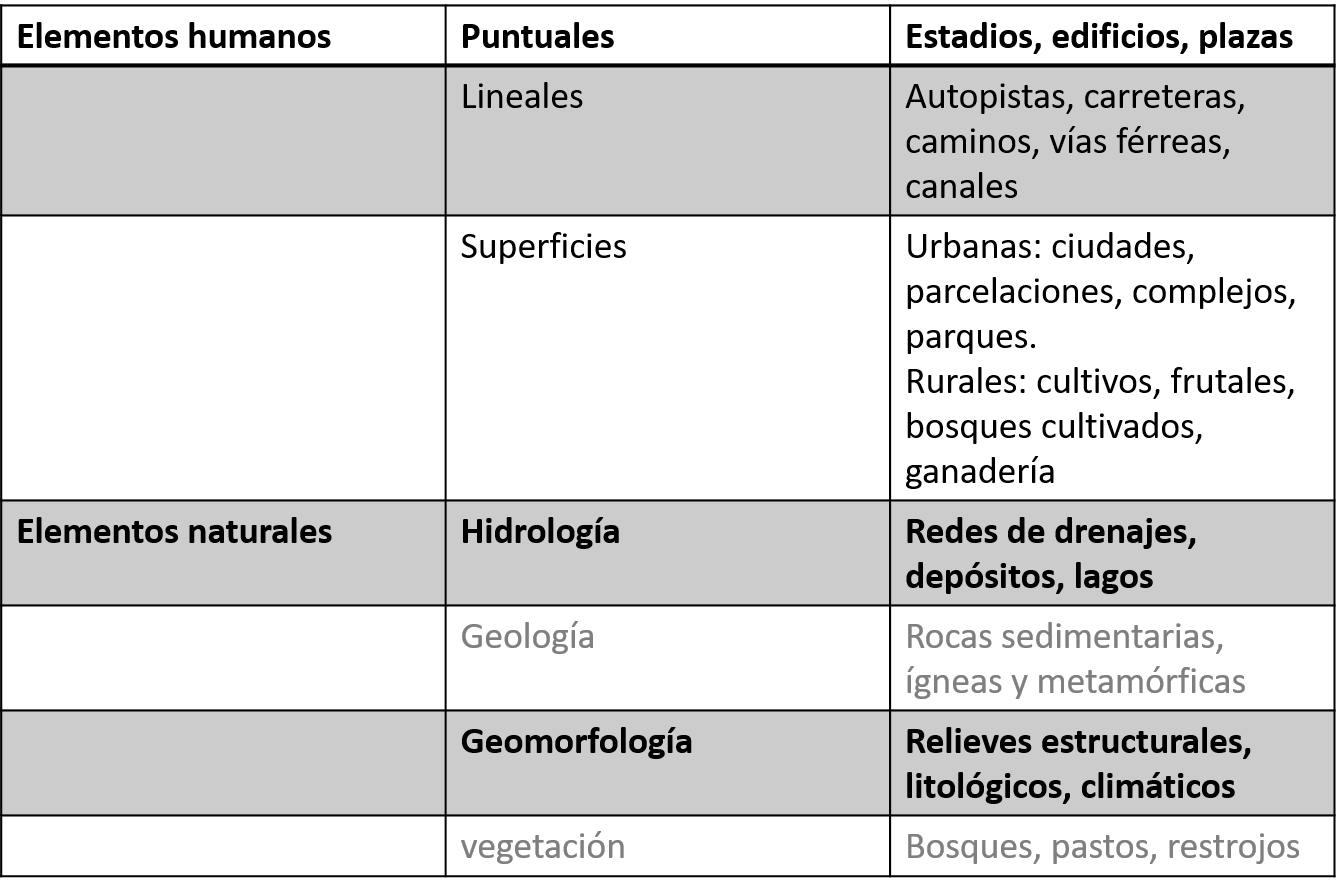 Elementos humanos
Puntuales
Estadios, edificios, plazas
Lineales
Autopistas, carreteras,
caminos, vías férreas,
canales
Superficies
Urbanas: ciudades,
parcelaciones, complejos,
parques.
Rurales: cultivos, frutales,
bosques cultivados,
ganadería
Elementos naturales
Hidrología
Redes de drenajes,
depósitos, lagos
Geología
Rocas sedimentarias,
ígneas y metamórficas
Geomorfología
Relieves estructurales,
litológicos, climáticos
vegetación
Bosques, pastos, restrojos